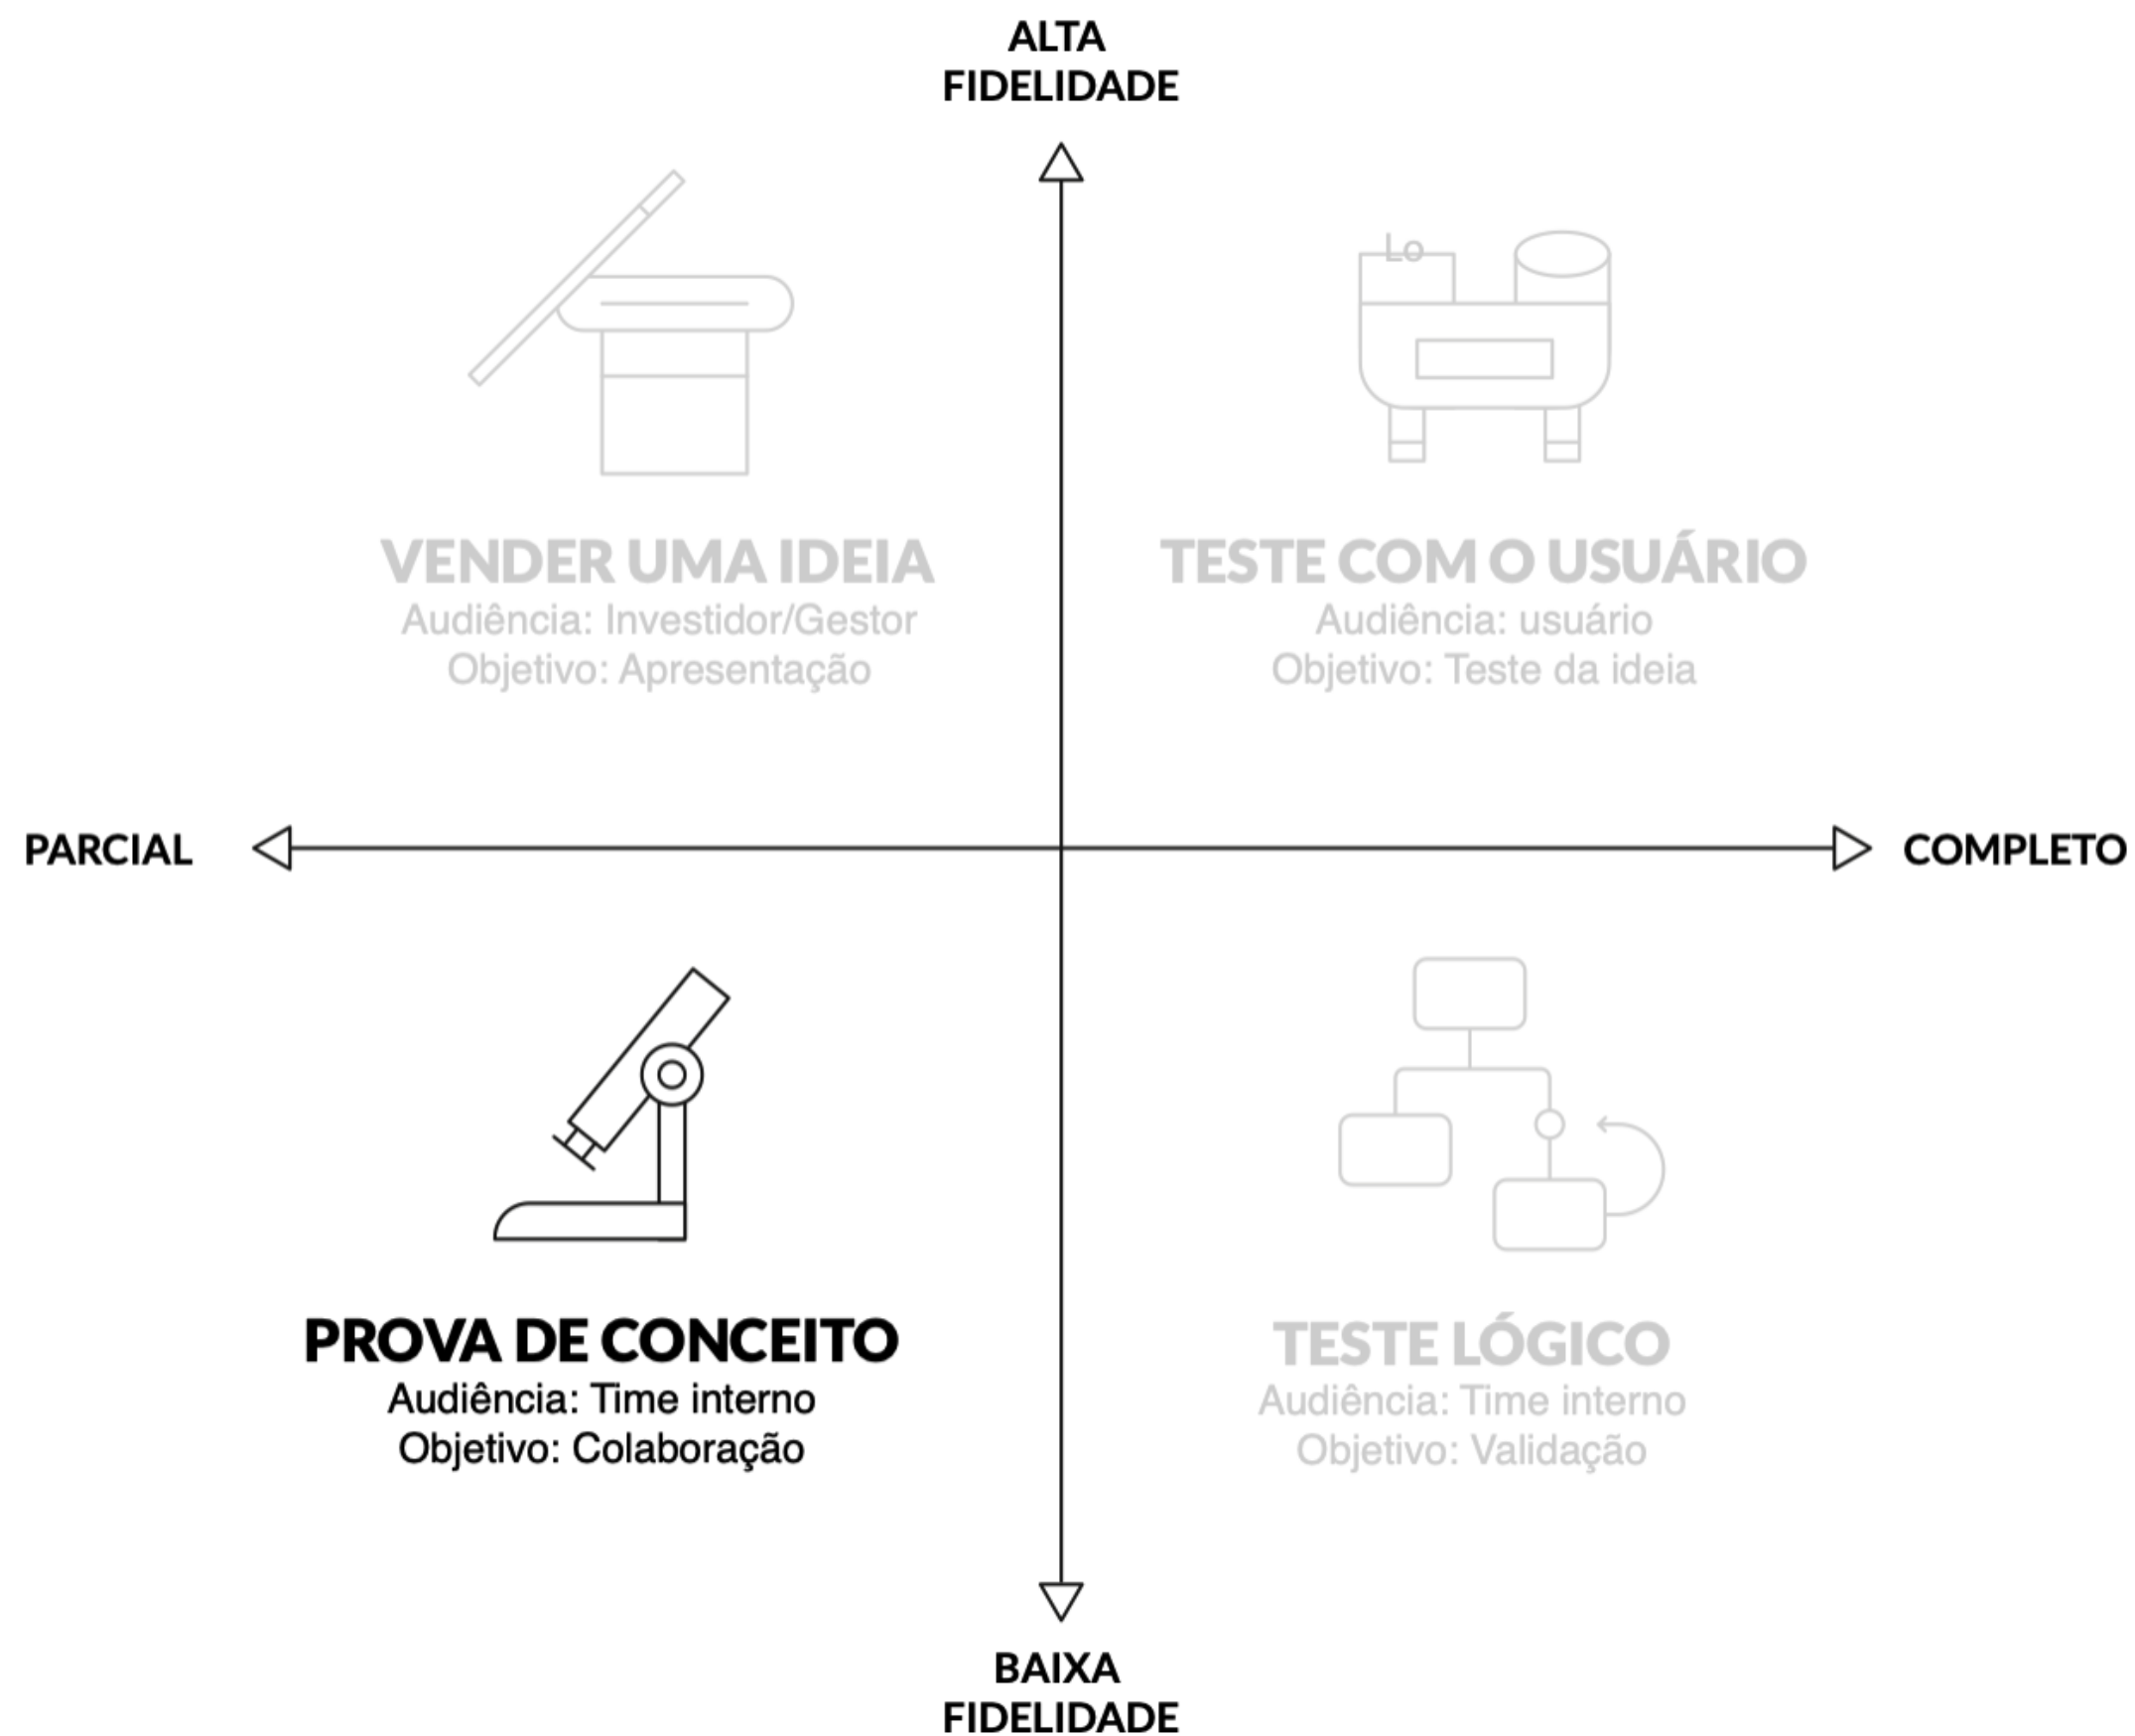 ALTA
FIDELIDADE
Lo
VENDER UMA IDEIA
Audiência: Investidor/Gestor
Objetivo: Apresentação
TESTE COM O USUÁRIO
Audiência: usuário
Objetivo: Teste da ideia
PARCIAL
COMPLETO
PROVA DE CONCEITO
Audiência: Time interno
Objetivo: Colaboração
TESTE LÓGICO
Audiência: Time interno
Objetivo: Validação
BAIXA
FIDELIDADE